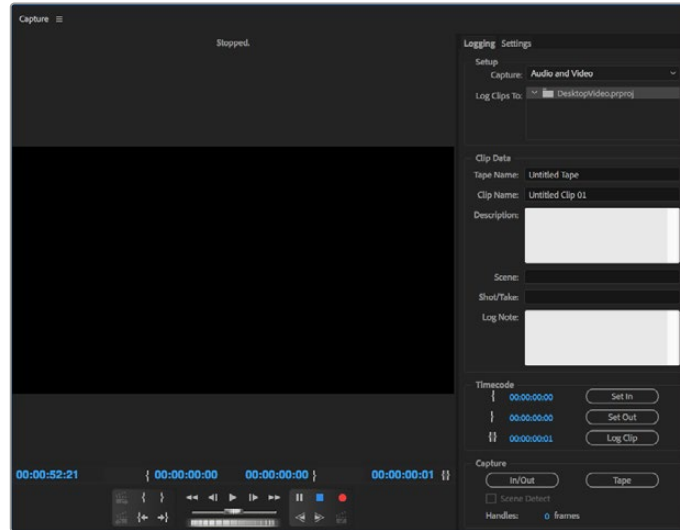 Capture
Stopped.
Logging Settings
Setup
Capture: Audio and Video
Log Clips To: DesktopVideo.prproj
Clip Data
Tape Name: Untitled Tape
Clip Name: Untitled Clip 01
Description:
Scene:
Shot/Take:
Log Note:
Timecode
{ 00:00:00:00 Set In
} 00:00:00:00 Set Out
{} 00:00:00:01 Log Clip
00:00:52:21 { 00:00:00:00 00:00:00:00 } 00:00:00:01 {}
Capture
In/Out Tape
Scene Detect
Handles: 0 frames